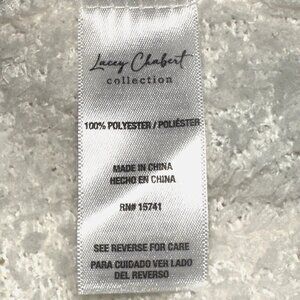 Lacey Chabert
collection
100% POLYESTER / POLIÉSTER
MADE IN CHINA
HECHO EN CHINA
RN# 15741
SEE REVERSE FOR CARE
PARA CUIDADO VER LADO
DEL REVERSO